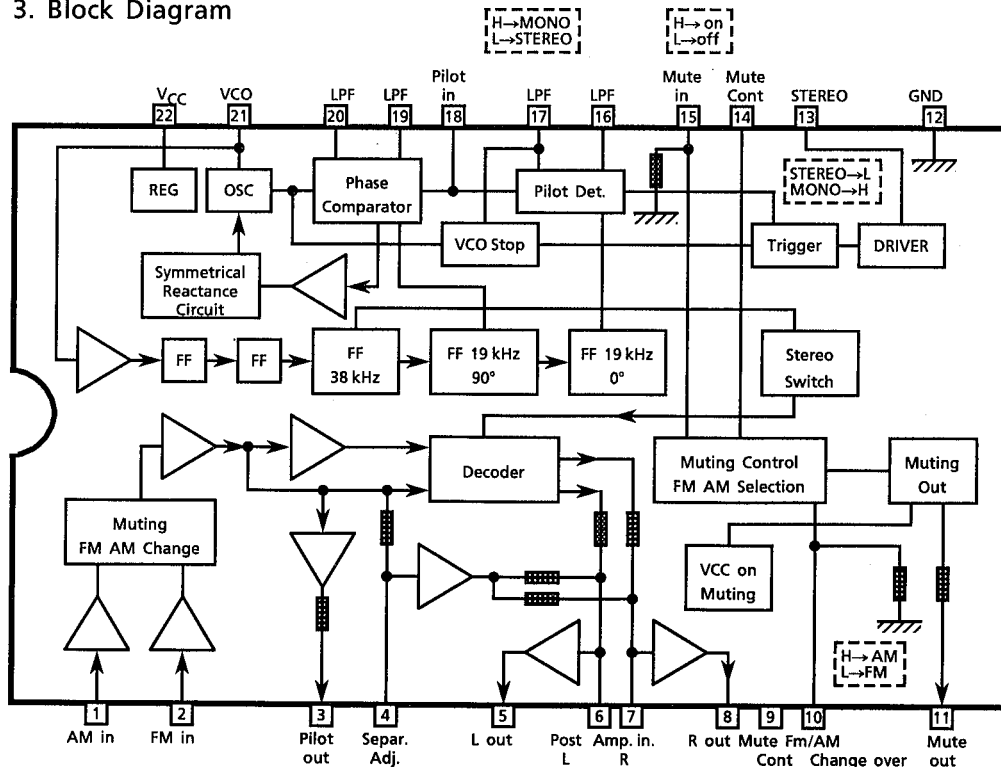 3. Block Diagram
H→MONO
L→STEREO
H→on
L→off
VCC
VCO
LPF
LPF
Pilot
in
LPF
LPF
Mute
in
Mute
Cont
STEREO
GND
22
21
20
19
18
17
16
15
14
13
12
REG
OSC
Phase
Comparator
Pilot Det.
STEREO→L
MONO→H
VCO Stop
Trigger
DRIVER
Symmetrical
Reactance
Circuit
FF
FF
FF
38 kHz
FF 19 kHz
90°
FF 19 kHz
0°
Stereo
Switch
Decoder
Muting Control
FM AM Selection
Muting
Out
Muting
FM AM Change
VCC on
Muting
H→AM
L→FM
1
2
3
4
5
6
7
8
9
10
11
AM in
FM in
Pilot
out
Separ.
Adj.
L out
Post Amp. in.
L R
R out
Mute
Cont
Fm/AM
Change over
Mute
out